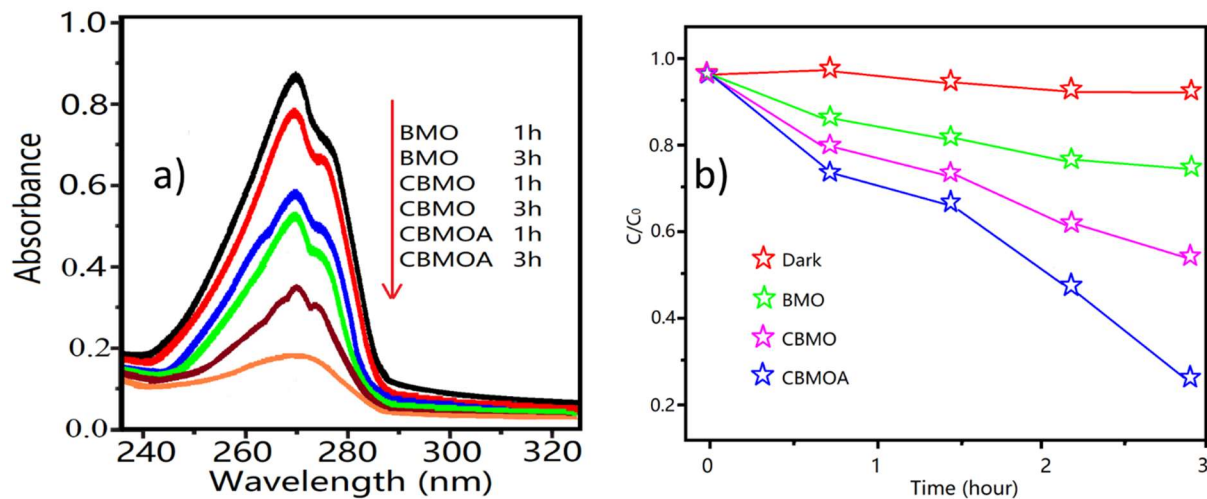 1.0
0.8
0.6
0.4
0.2
0.0
Absorbance
a)
BMO 1h
BMO 3h
CBMO 1h
CBMO 3h
CBMOA 1h
CBMOA 3h
240 260 280 300 320
Wavelength (nm)
1.0
0.8
0.6
0.4
0.2
C/C₀
b)
Dark
BMO
CBMO
CBMOA
0 1 2 3
Time (hour)